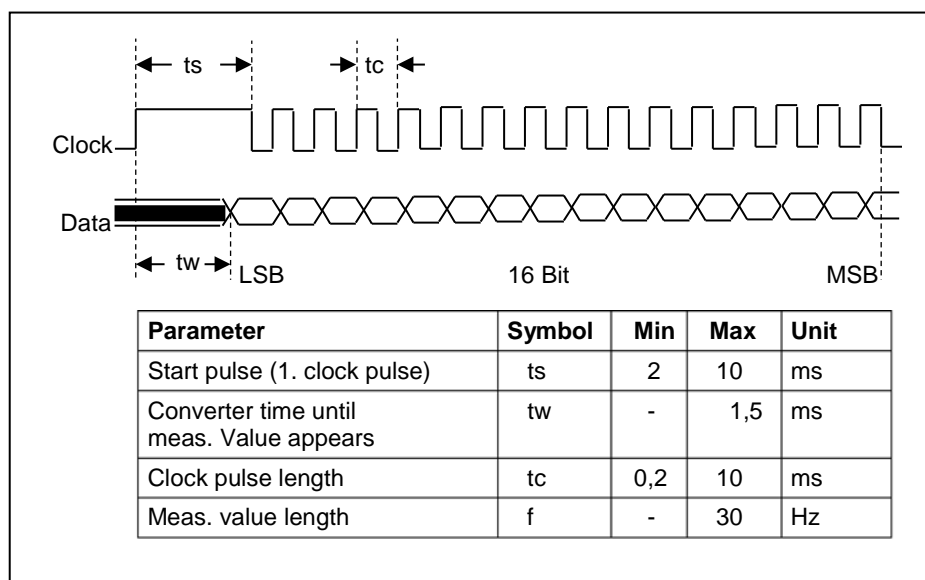 ts
tc
Clock
Data
tw
LSB 16 Bit MSB
Parameter Symbol Min Max Unit
Start pulse (1. clock pulse) ts 2 10 ms
Converter time until
meas. Value appears tw - 1,5 ms
Clock pulse length tc 0,2 10 ms
Meas. value length f - 30 Hz